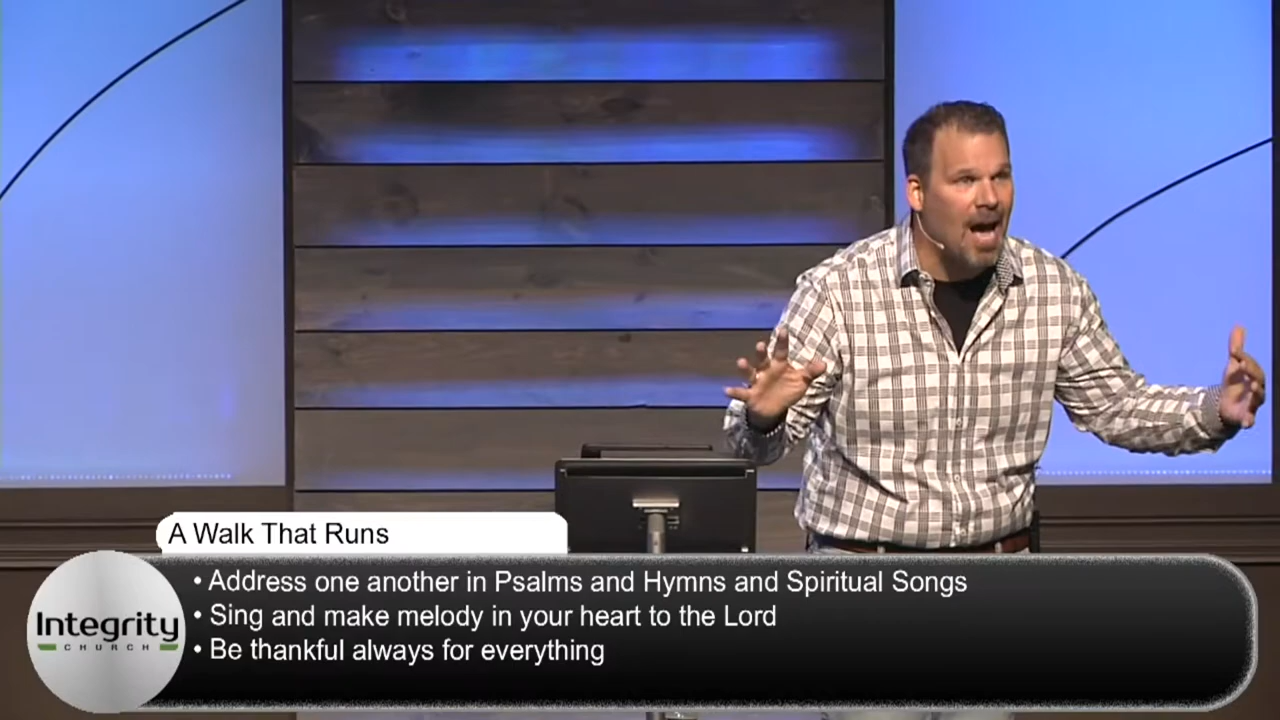 A Walk That Runs
• Address one another in Psalms and Hymns and Spiritual Songs
• Sing and make melody in your heart to the Lord
• Be thankful always for everything
Integrity
CHURCH